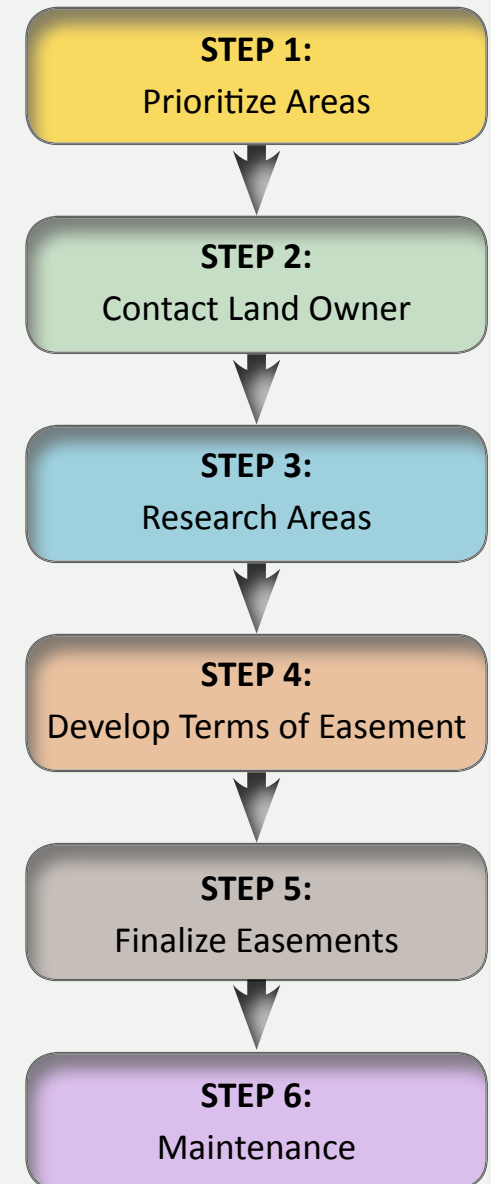 STEP 1:
Prioritize Areas
STEP 2:
Contact Land Owner
STEP 3:
Research Areas
STEP 4:
Develop Terms of Easement
STEP 5:
Finalize Easements
STEP 6:
Maintenance